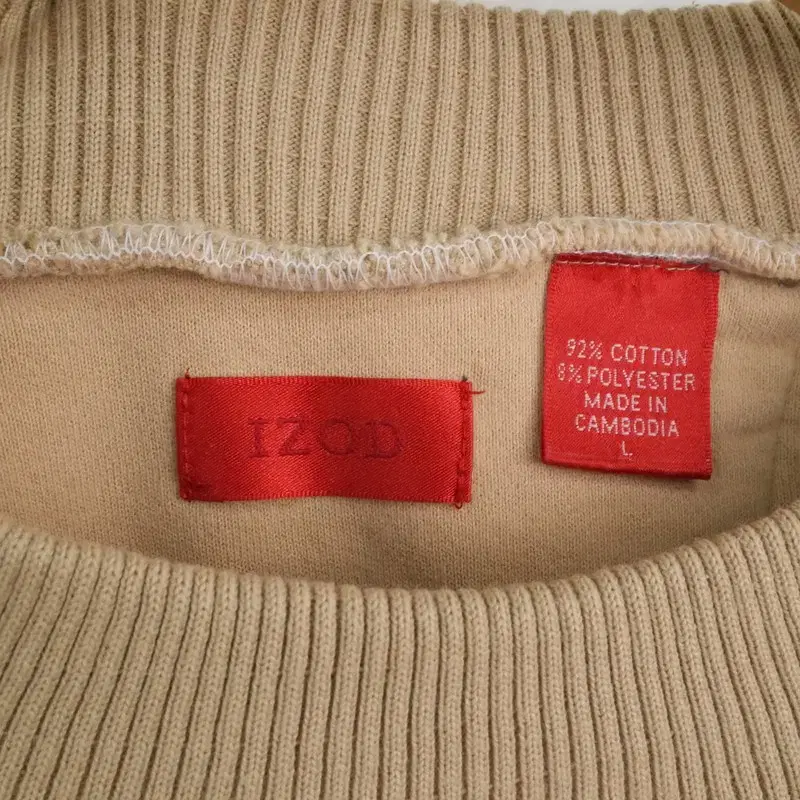 IZOD
92% COTTON
8% POLYESTER
MADE IN
CAMBODIA
L